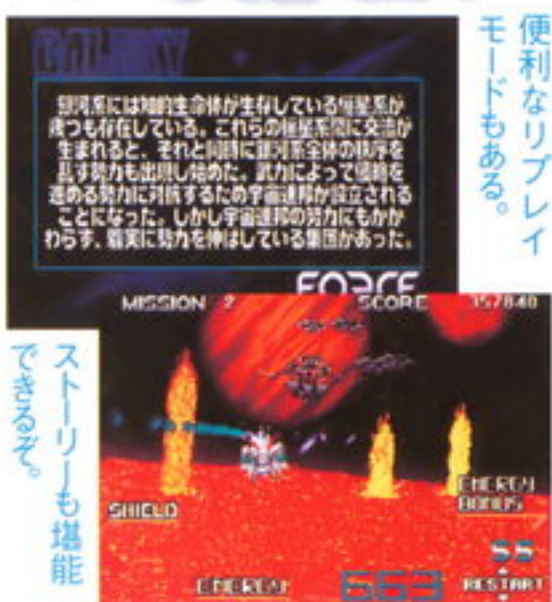 便利なリプレイ
モードもある。
GALAXY
銀河系には知的生命体が生存している恒星系が
幾つも存在している。これらの恒星系間に交流が
生まれると、それと同時に銀河系全体の秩序を
乱す勢力も出現し始めた。武力によって侵略を
進める勢力に対抗するため宇宙連邦が設立される
ことになった。しかし宇宙連邦の努力にもかか
わらず、着実に勢力を伸ばしている集団があった。
FORCE
MISSION 2
SCORE 357840
ストーリーも堪能
できるぞ。
SHIELD
ENERGY
BONUS
55
ENERGY 663
RESTART